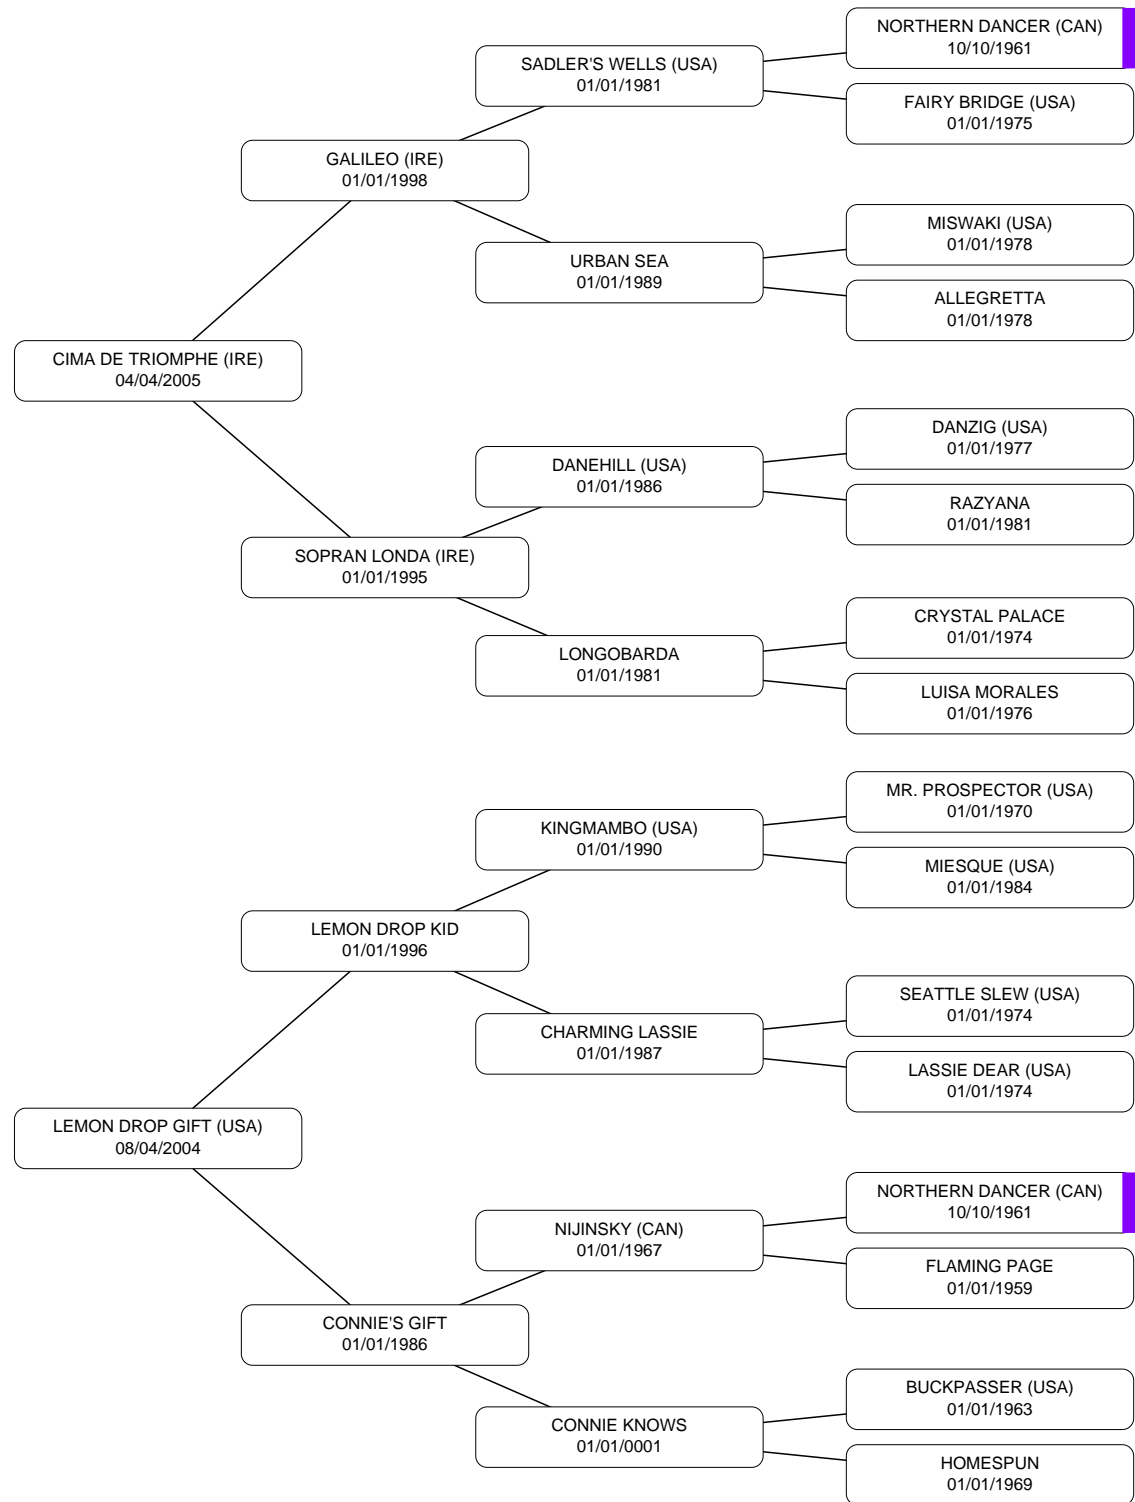 NORTHERN DANCER (CAN)
10/10/1961
SADLER'S WELLS (USA)
01/01/1981
FAIRY BRIDGE (USA)
01/01/1975
GALILEO (IRE)
01/01/1998
MISWAKI (USA)
01/01/1978
URBAN SEA
01/01/1989
ALLEGRETTA
01/01/1978
CIMA DE TRIOMPHE (IRE)
04/04/2005
DANZIG (USA)
01/01/1977
DANEHILL (USA)
01/01/1986
RAZYANA
01/01/1981
SOPRAN LONDA (IRE)
01/01/1995
CRYSTAL PALACE
01/01/1974
LONGOBARDA
01/01/1981
LUISA MORALES
01/01/1976
MR. PROSPECTOR (USA)
01/01/1970
KINGMAMBO (USA)
01/01/1990
MIESQUE (USA)
01/01/1984
LEMON DROP KID
01/01/1996
SEATTLE SLEW (USA)
01/01/1974
CHARMING LASSIE
01/01/1987
LASSIE DEAR (USA)
01/01/1974
LEMON DROP GIFT (USA)
08/04/2004
NORTHERN DANCER (CAN)
10/10/1961
NIJINSKY (CAN)
01/01/1967
FLAMING PAGE
01/01/1959
CONNIE'S GIFT
01/01/1986
BUCKPASSER (USA)
01/01/1963
CONNIE KNOWS
01/01/0001
HOMESPUN
01/01/1969